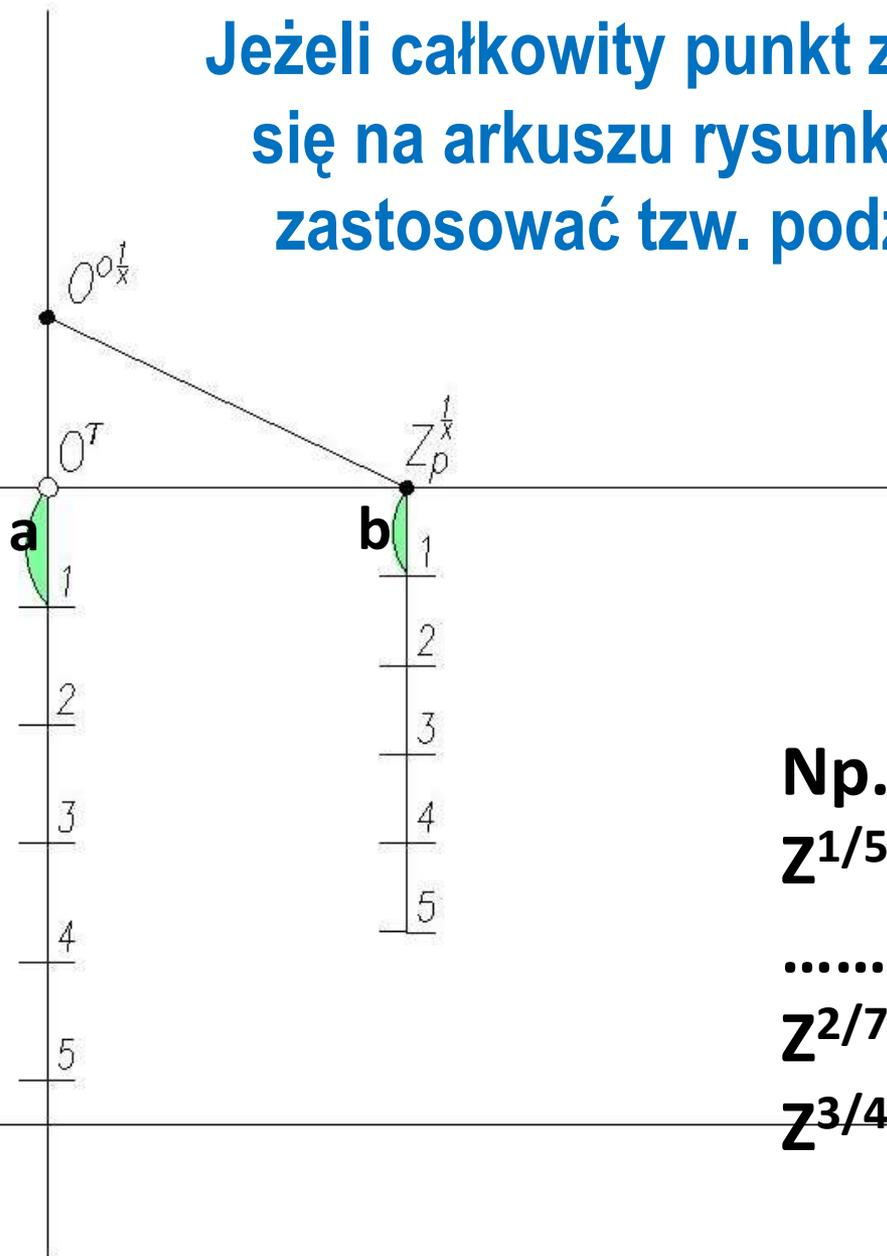 Jeżeli całkowity punkt z
się na arkuszu rysunk
zastosować tzw. podz
O^o 1/x
O^τ
Z_p^1/x
a
b
1
2
3
4
5
1
2
3
4
5
Np.
Z^1/5
......
Z^2/7
Z^3/4